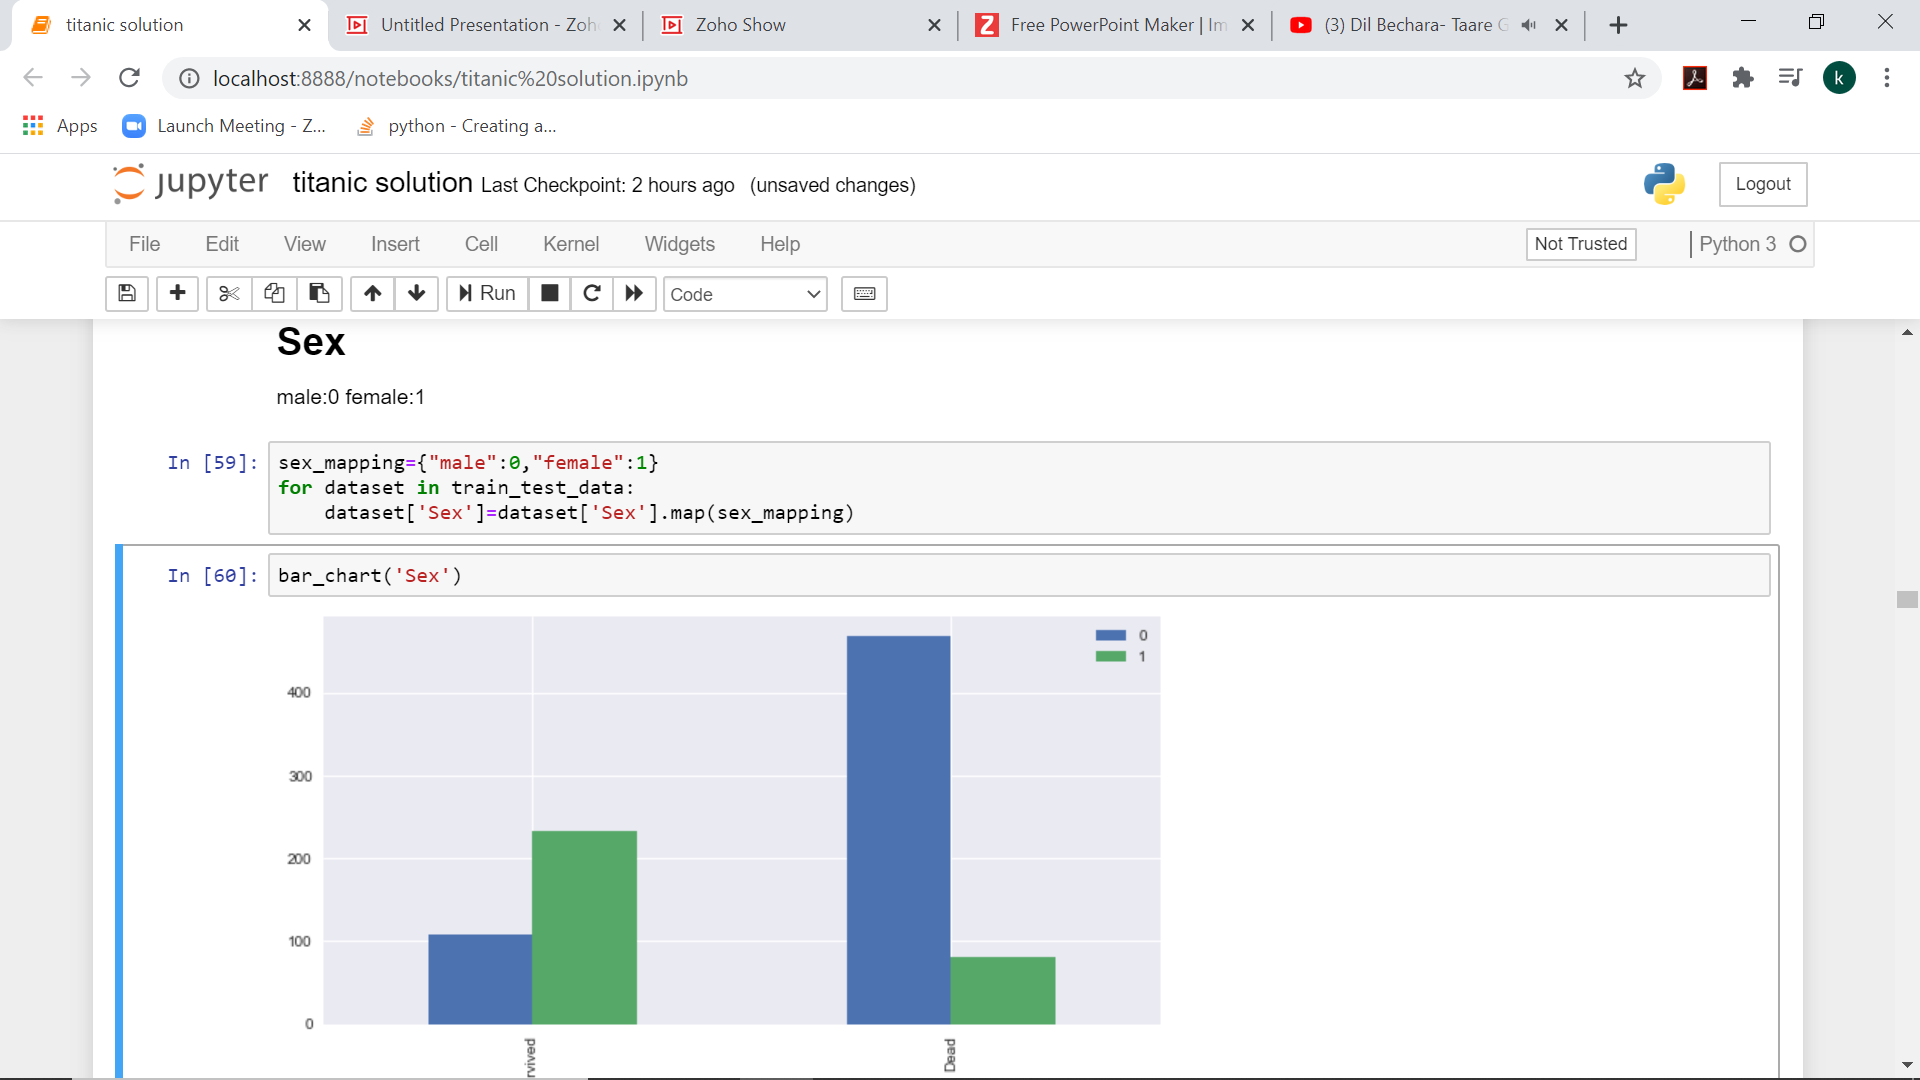 titanic solution
Untitled Presentation - Zoh
Zoho Show
Free PowerPoint Maker | Im
(3) Dil Bechara- Taare G
localhost:8888/notebooks/titanic%20solution.ipynb
k
Apps
Launch Meeting - Z...
python - Creating a...
jupyter titanic solution Last Checkpoint: 2 hours ago (unsaved changes)
Logout
File Edit View Insert Cell Kernel Widgets Help
Not Trusted
Python 3
Run
Code
Sex
male:0 female:1
In [59]:
sex_mapping={"male":0,"female":1}
for dataset in train_test_data:
    dataset['Sex']=dataset['Sex'].map(sex_mapping)
In [60]:
bar_chart('Sex')
0
1
400
300
200
100
0
rvived
Dead